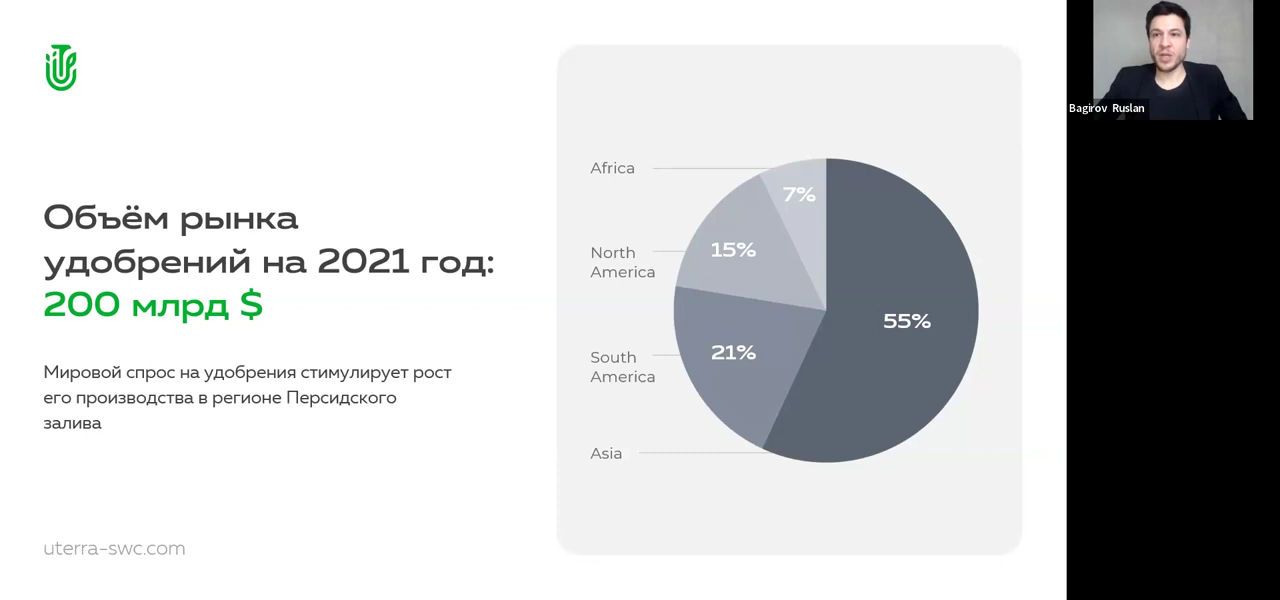 Объём рынка
удобрений на 2021 год:
200 млрд $
Мировой спрос на удобрения стимулирует рост
его производства в регионе Персидского
залива
uterra-swc.com
Africa
7%
North
America
15%
55%
South
America
21%
Asia
Bagirov Ruslan